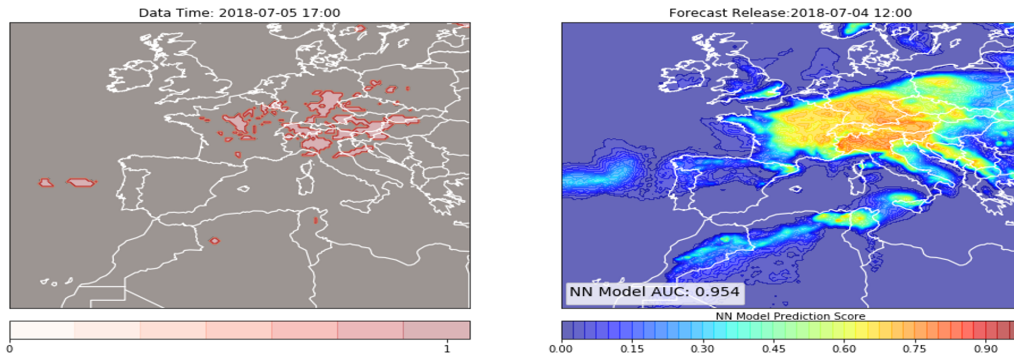 Data Time: 2018-07-05 17:00
0
1
Forecast Release:2018-07-04 12:00
NN Model AUC: 0.954
NN Model Prediction Score
0.00 0.15 0.30 0.45 0.60 0.75 0.90